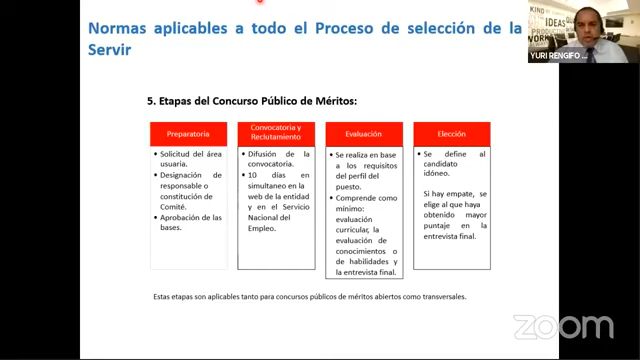 Normas aplicables a todo el Proceso de selección de la
Servir
KIND
IDEAS
PRODUCTIV
YURI RENGIFO ...
5. Etapas del Concurso Público de Méritos:
Preparatoria
• Solicitud del área
usuaria.
• Designación de
responsable o
constitución de
Comité.
• Aprobación de las
bases.
Convocatoria y
Reclutamiento
• Difusión de la
convocatoria.
• 10 días en
simultaneo en la
web de la entidad
y en el Servicio
Nacional del
Empleo.
Evaluación
• Se realiza en base
a los requisitos
del perfil del
puesto.
• Comprende como
mínimo:
evaluación
curricular, la
evaluación de
conocimientos o
de habilidades y
la entrevista final.
Elección
• Se define al
candidato
idóneo.
Si hay empate, se
elige al que haya
obtenido mayor
puntaje en la
entrevista final.
Estas etapas son aplicables tanto para concursos públicos de méritos abiertos como transversales.
zoom